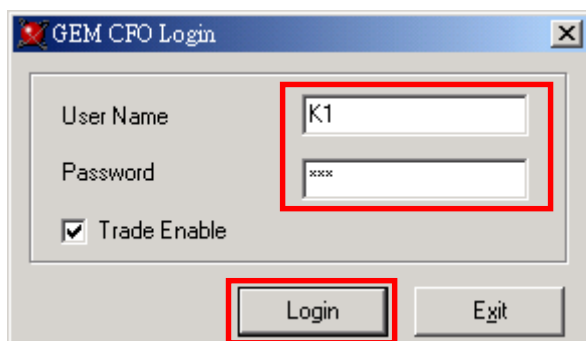 GEM CFO Login
User Name K1
Password ***
Trade Enable
Login Exit